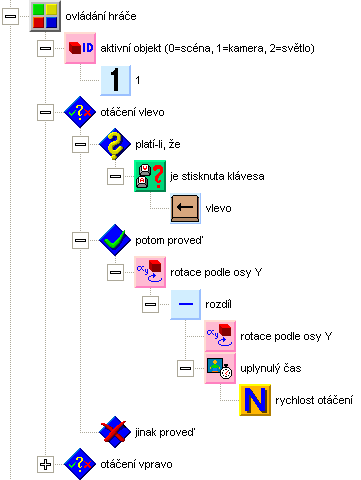 ovládání hráče
ID aktivní objekt (0=scéna, 1=kamera, 2=světlo)
1 1
otáčení vlevo
platí-li, že
je stisknuta klávesa
vlevo
potom proveď
rotace podle osy Y
rozdíl
rotace podle osy Y
uplynulý čas
N rychlost otáčení
jinak proveď
otáčení vpravo